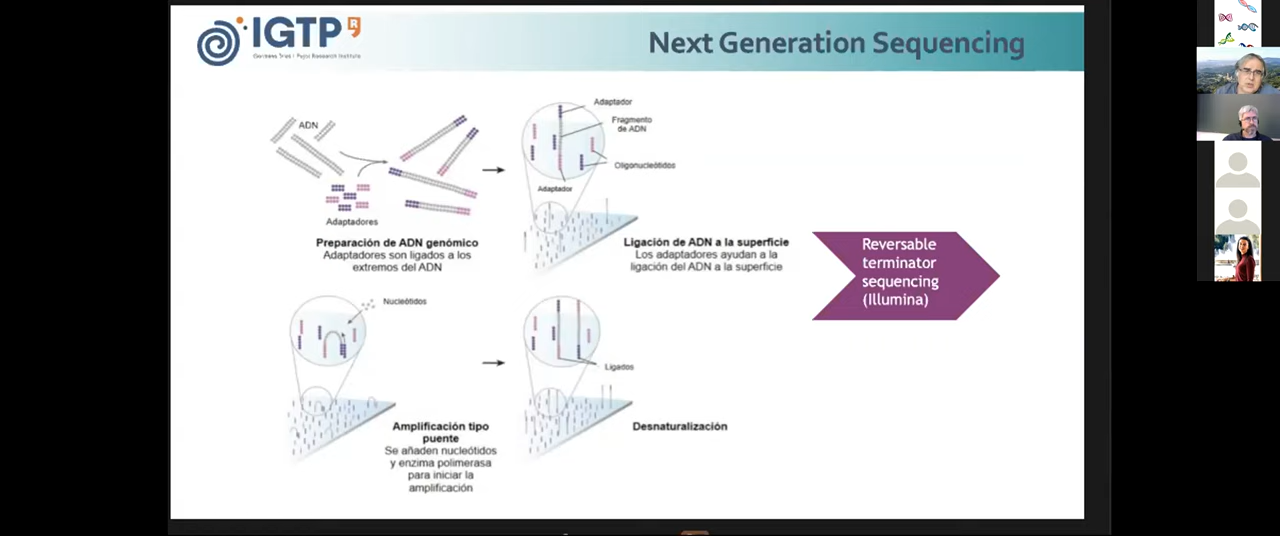 IGTP
R
Germans Trias i Pujol Research Institute
Next Generation Sequencing
ADN
Adaptadores
Preparación de ADN genómico
Adaptadores son ligados a los
extremos del ADN
Adaptador
Fragmento
de ADN
Oligonucleótidos
Adaptador
Ligación de ADN a la superficie
Los adaptadores ayudan a la
ligación del ADN a la superficie
Reversable
terminator
sequencing
(Illumina)
Nucleótidos
Amplificación tipo
puente
Se añaden nucleótidos
y enzima polimerasa
para iniciar la
amplificación
Ligados
Desnaturalización